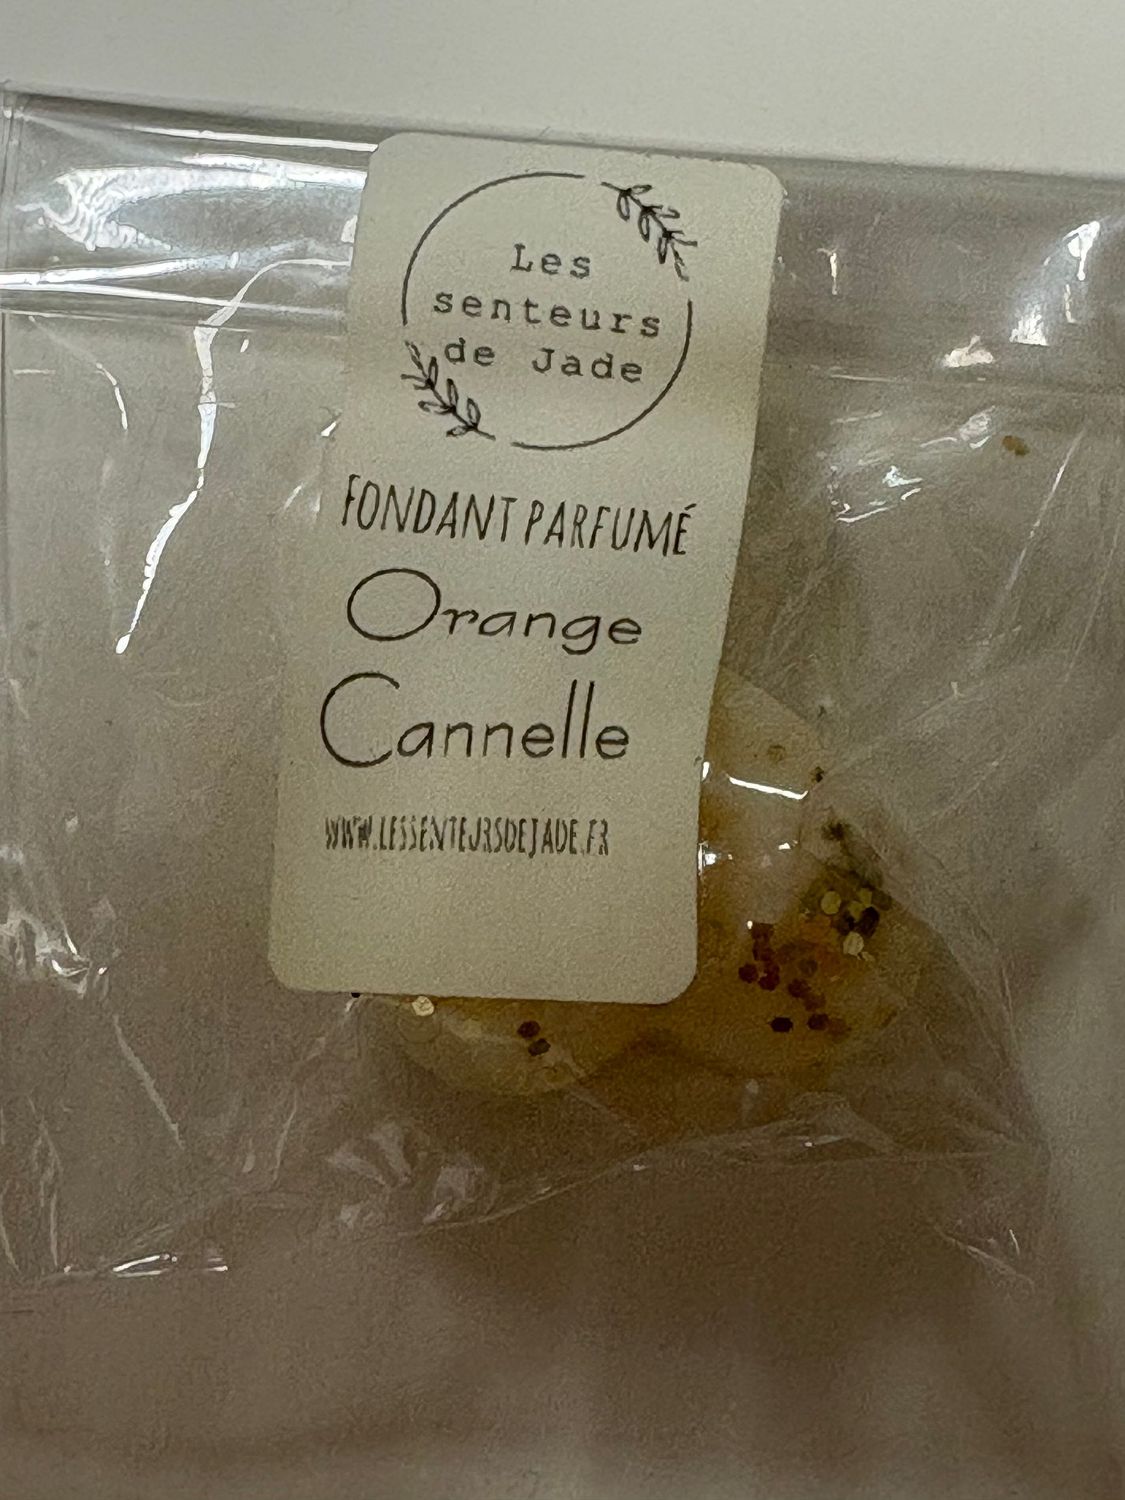 Les
senteurs
de Jade
FONDANT PARFUMÉ
Orange
Cannelle
WWW.LESSENTEURSDEJADE.FR